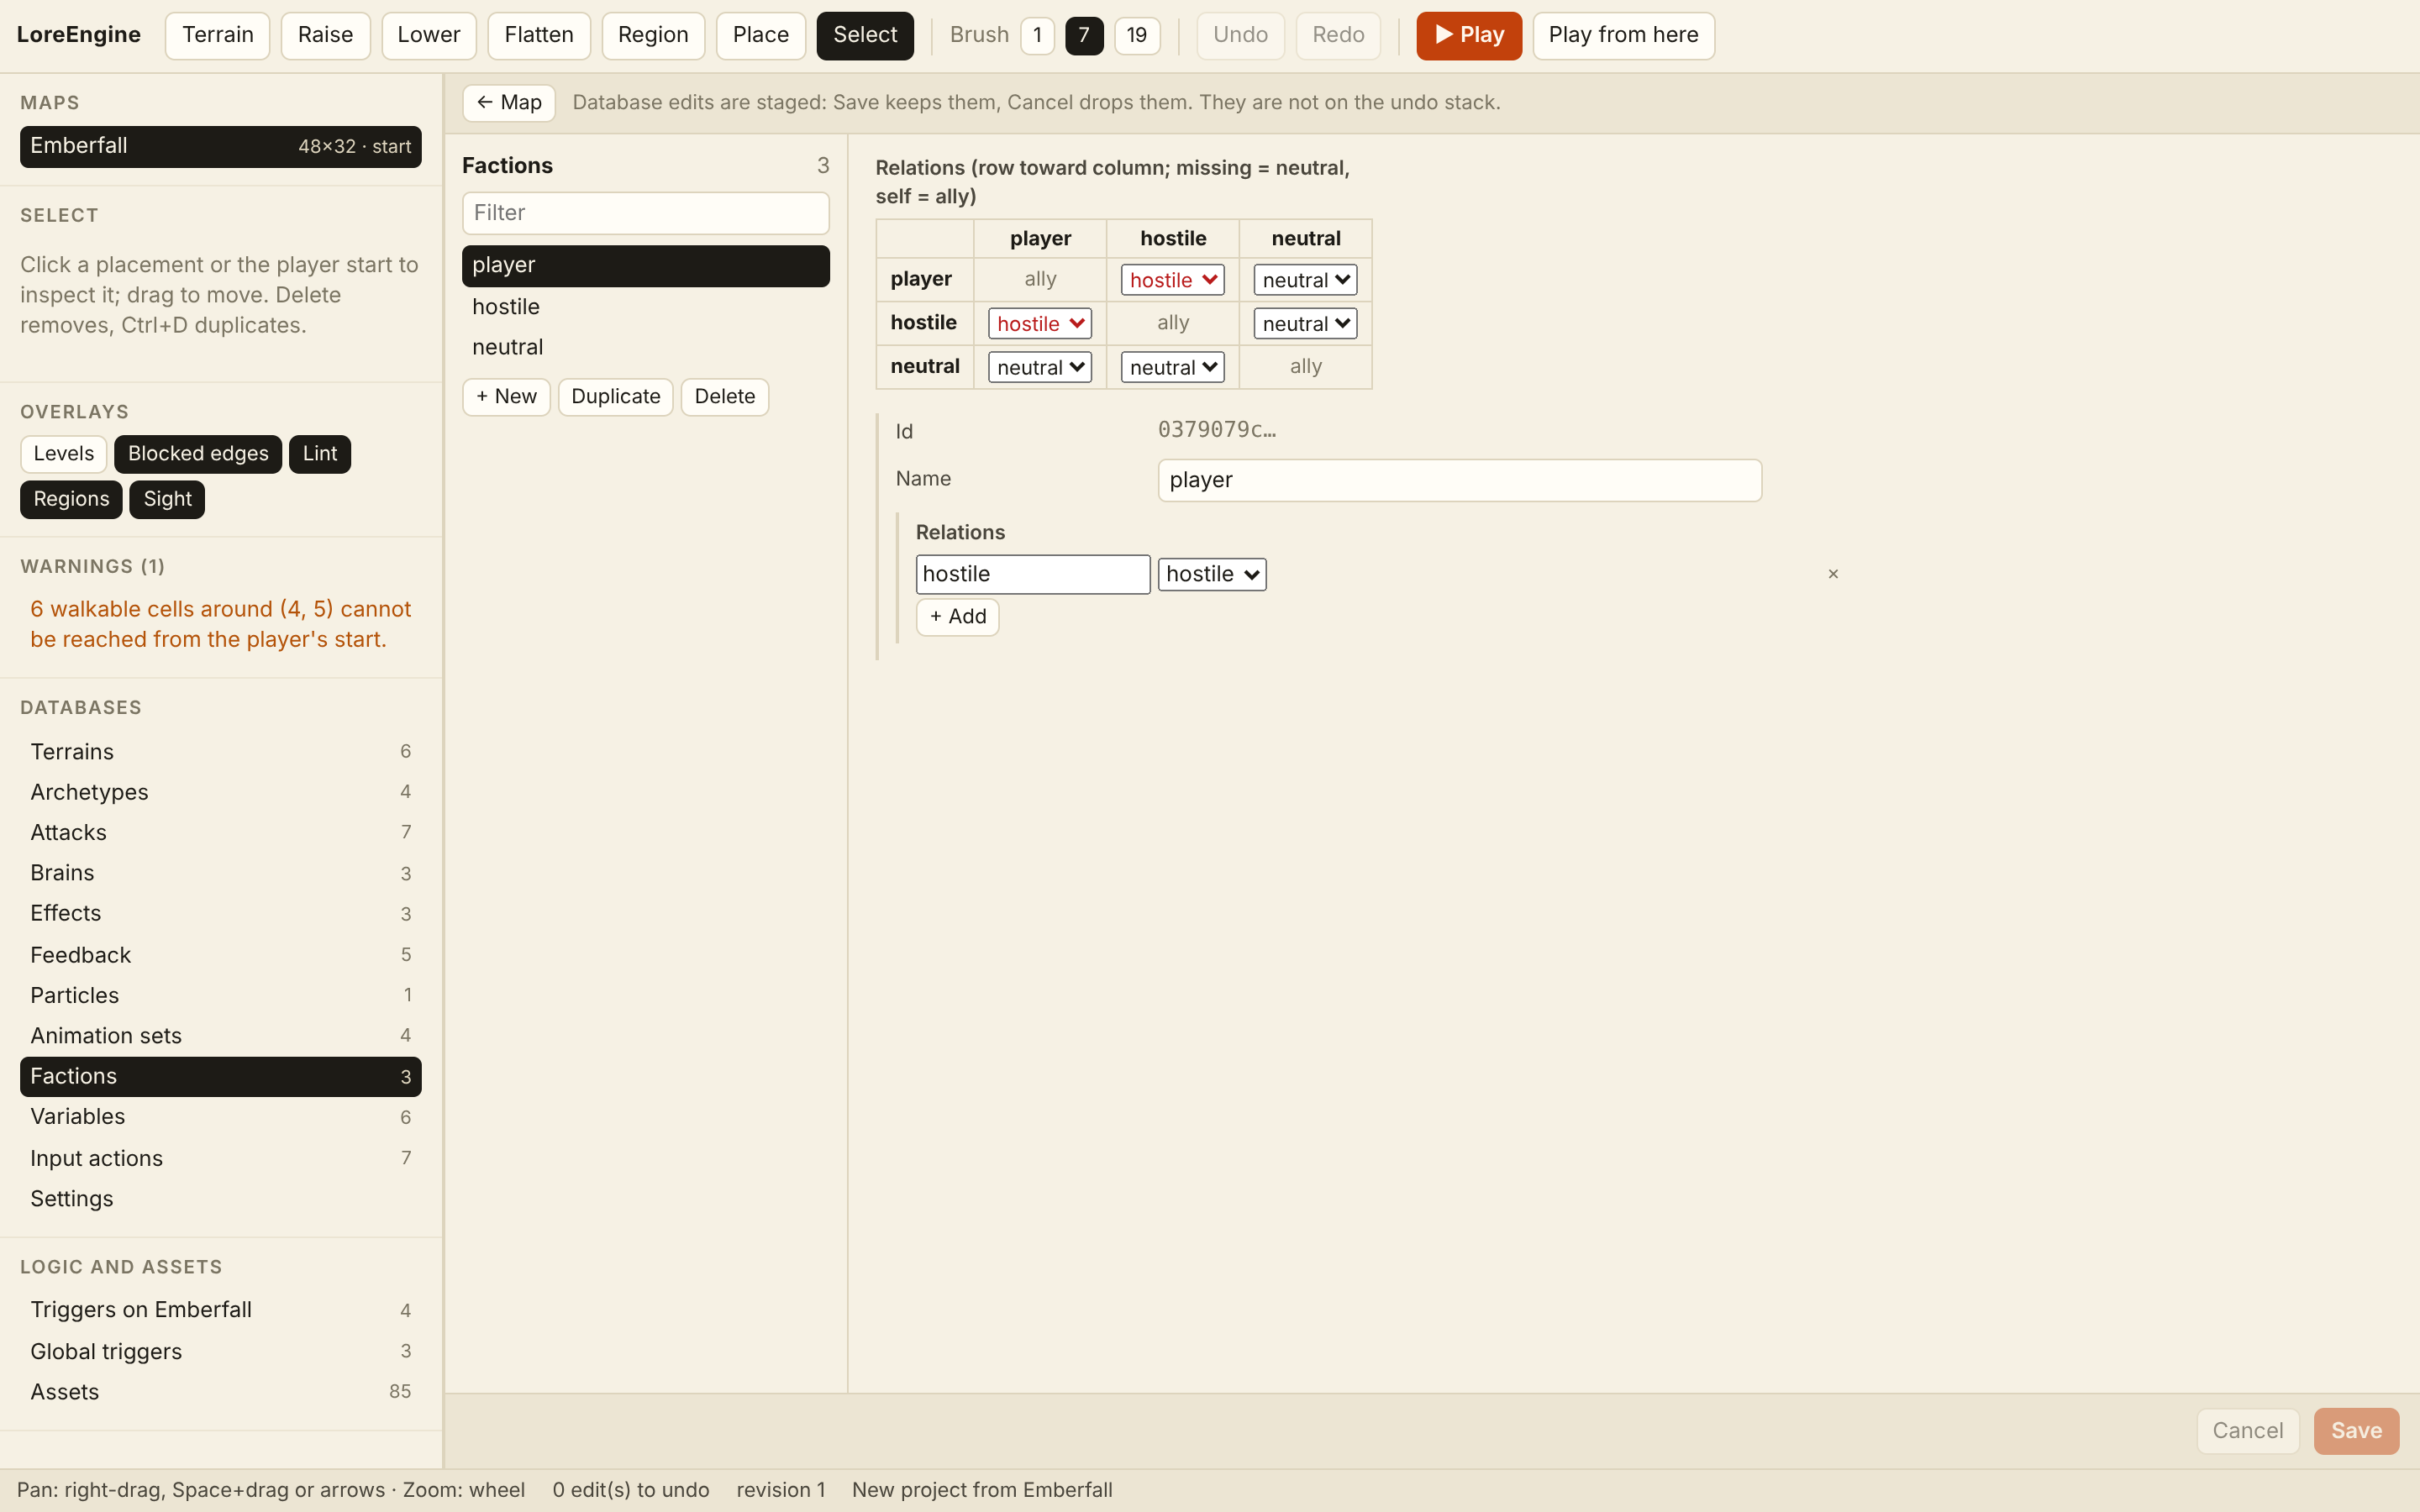 LoreEngine Terrain Raise Lower Flatten Region Place Select Brush 1 7 19 Undo Redo ▶ Play Play from here
MAPS
Emberfall 48×32 · start
SELECT
Click a placement or the player start to
inspect it; drag to move. Delete
removes, Ctrl+D duplicates.
OVERLAYS
Levels Blocked edges Lint
Regions Sight
WARNINGS (1)
6 walkable cells around (4, 5) cannot
be reached from the player's start.
DATABASES
Terrains 6
Archetypes 4
Attacks 7
Brains 3
Effects 3
Feedback 5
Particles 1
Animation sets 4
Factions 3
Variables 6
Input actions 7
Settings
LOGIC AND ASSETS
Triggers on Emberfall 4
Global triggers 3
Assets 85
← Map Database edits are staged: Save keeps them, Cancel drops them. They are not on the undo stack.
Factions 3
Filter
player
hostile
neutral
+ New Duplicate Delete
Relations (row toward column; missing = neutral,
self = ally)
player hostile neutral
player ally hostile neutral
hostile hostile ally neutral
neutral neutral neutral ally
Id 0379079c…
Name player
Relations
hostile hostile ×
+ Add
Cancel Save
Pan: right-drag, Space+drag or arrows · Zoom: wheel 0 edit(s) to undo revision 1 New project from Emberfall